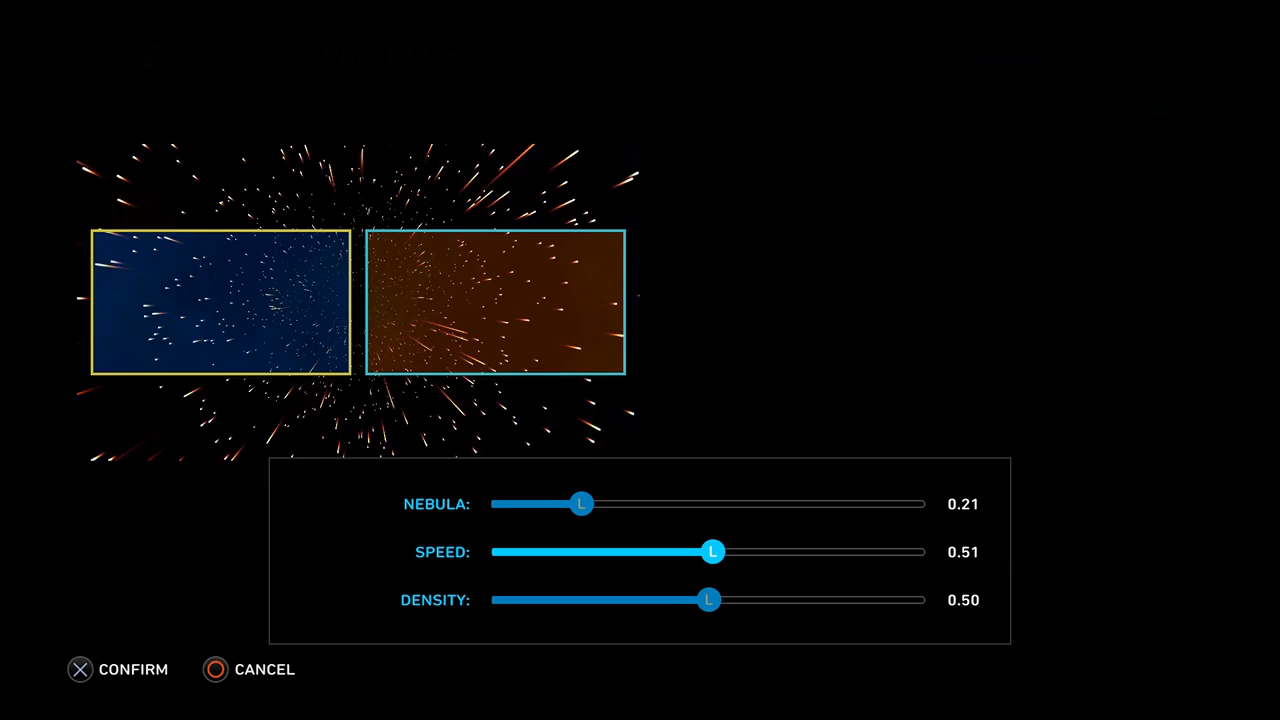 NEBULA: L 0.21
SPEED: L 0.51
DENSITY: L 0.50
CONFIRM CANCEL